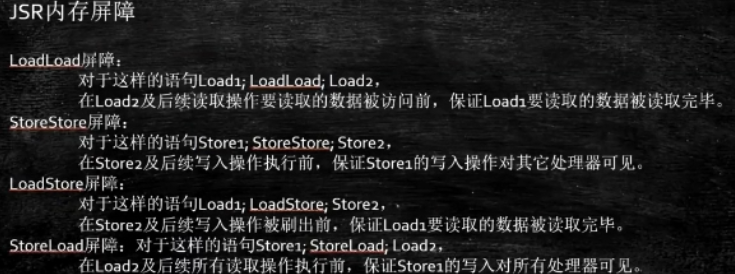 JSR内存屏障
LoadLoad屏障：
对于这样的语句Load1; LoadLoad; Load2，
在Load2及后续读取操作要读取的数据被访问前，保证Load1要读取的数据被读取完毕。
StoreStore屏障：
对于这样的语句Store1; StoreStore; Store2，
在Store2及后续写入操作执行前，保证Store1的写入操作对其它处理器可见。
LoadStore屏障：
对于这样的语句Load1; LoadStore; Store2，
在Store2及后续写入操作被刷出前，保证Load1要读取的数据被读取完毕。
StoreLoad屏障：对于这样的语句Store1; StoreLoad; Load2，
在Load2及后续所有读取操作执行前，保证Store1的写入对所有处理器可见。